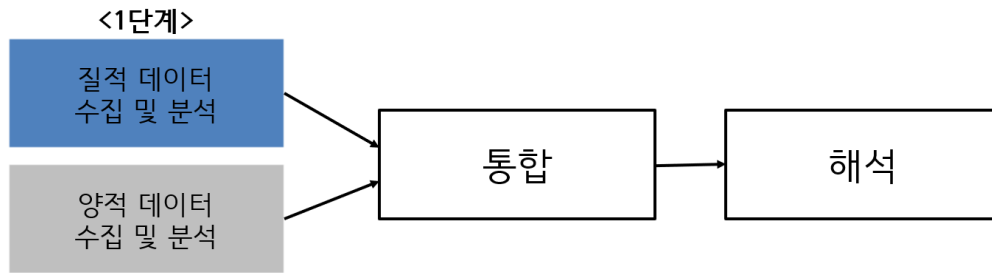 <1단계>
질적 데이터
수집 및 분석
통합
해석
양적 데이터
수집 및 분석